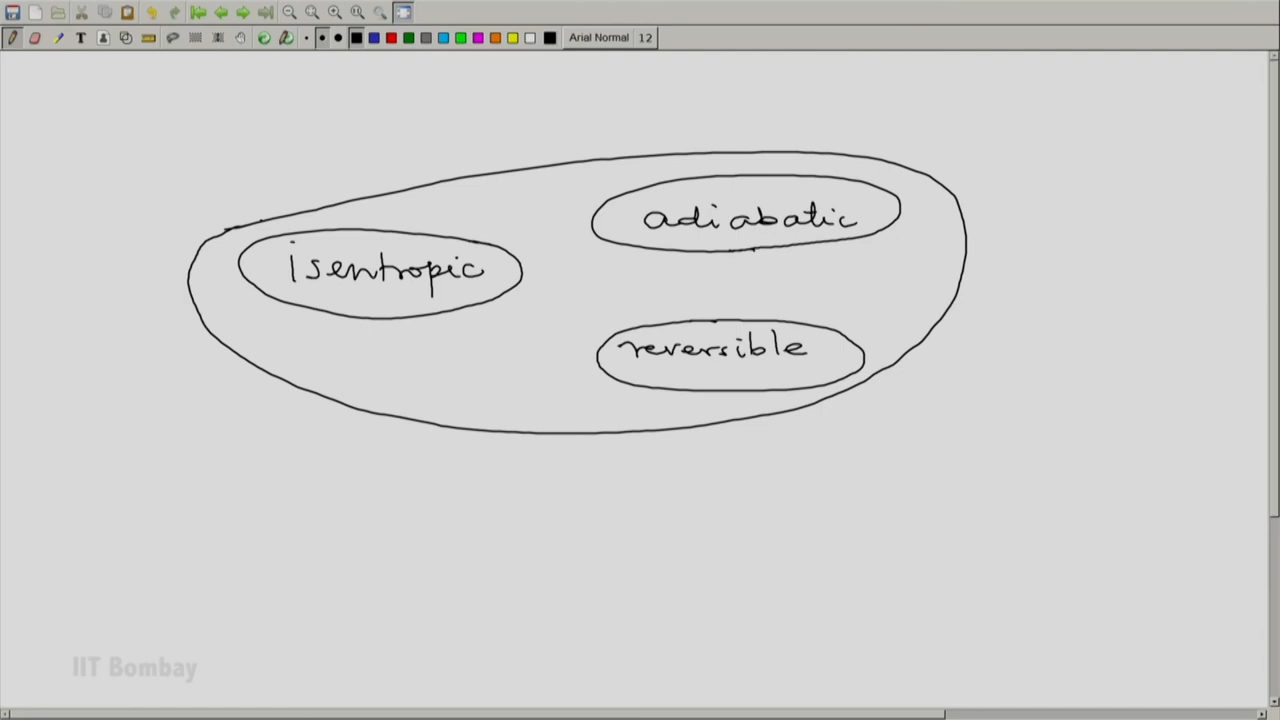 Arial Normal 12
adiabatic
isentropic
reversible
IIT Bombay